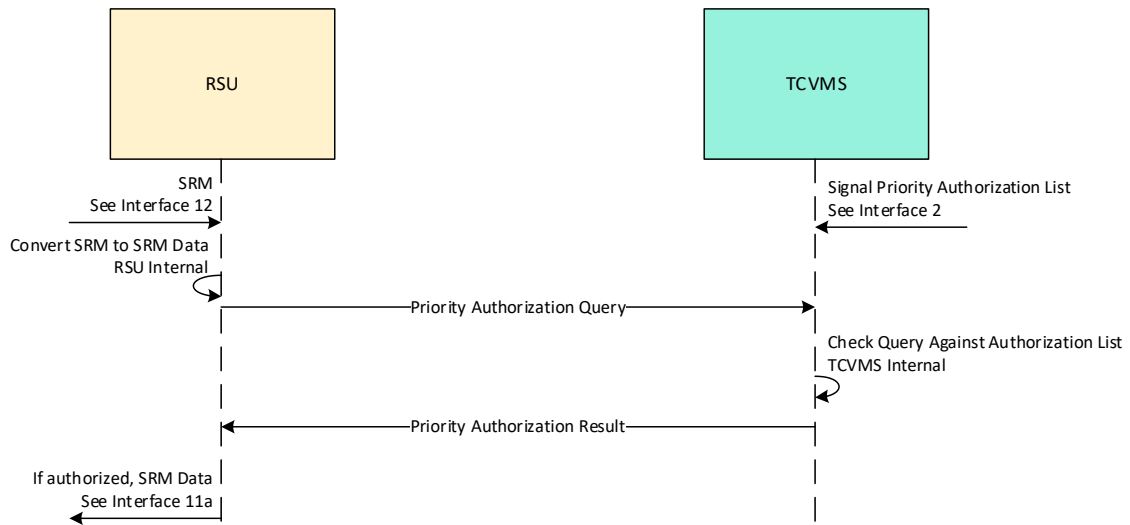 RSU
TCVMS
SRM
See Interface 12
Signal Priority Authorization List
See Interface 2
Convert SRM to SRM Data
RSU Internal
Priority Authorization Query
Check Query Against Authorization List
TCVMS Internal
Priority Authorization Result
If authorized, SRM Data
See Interface 11a